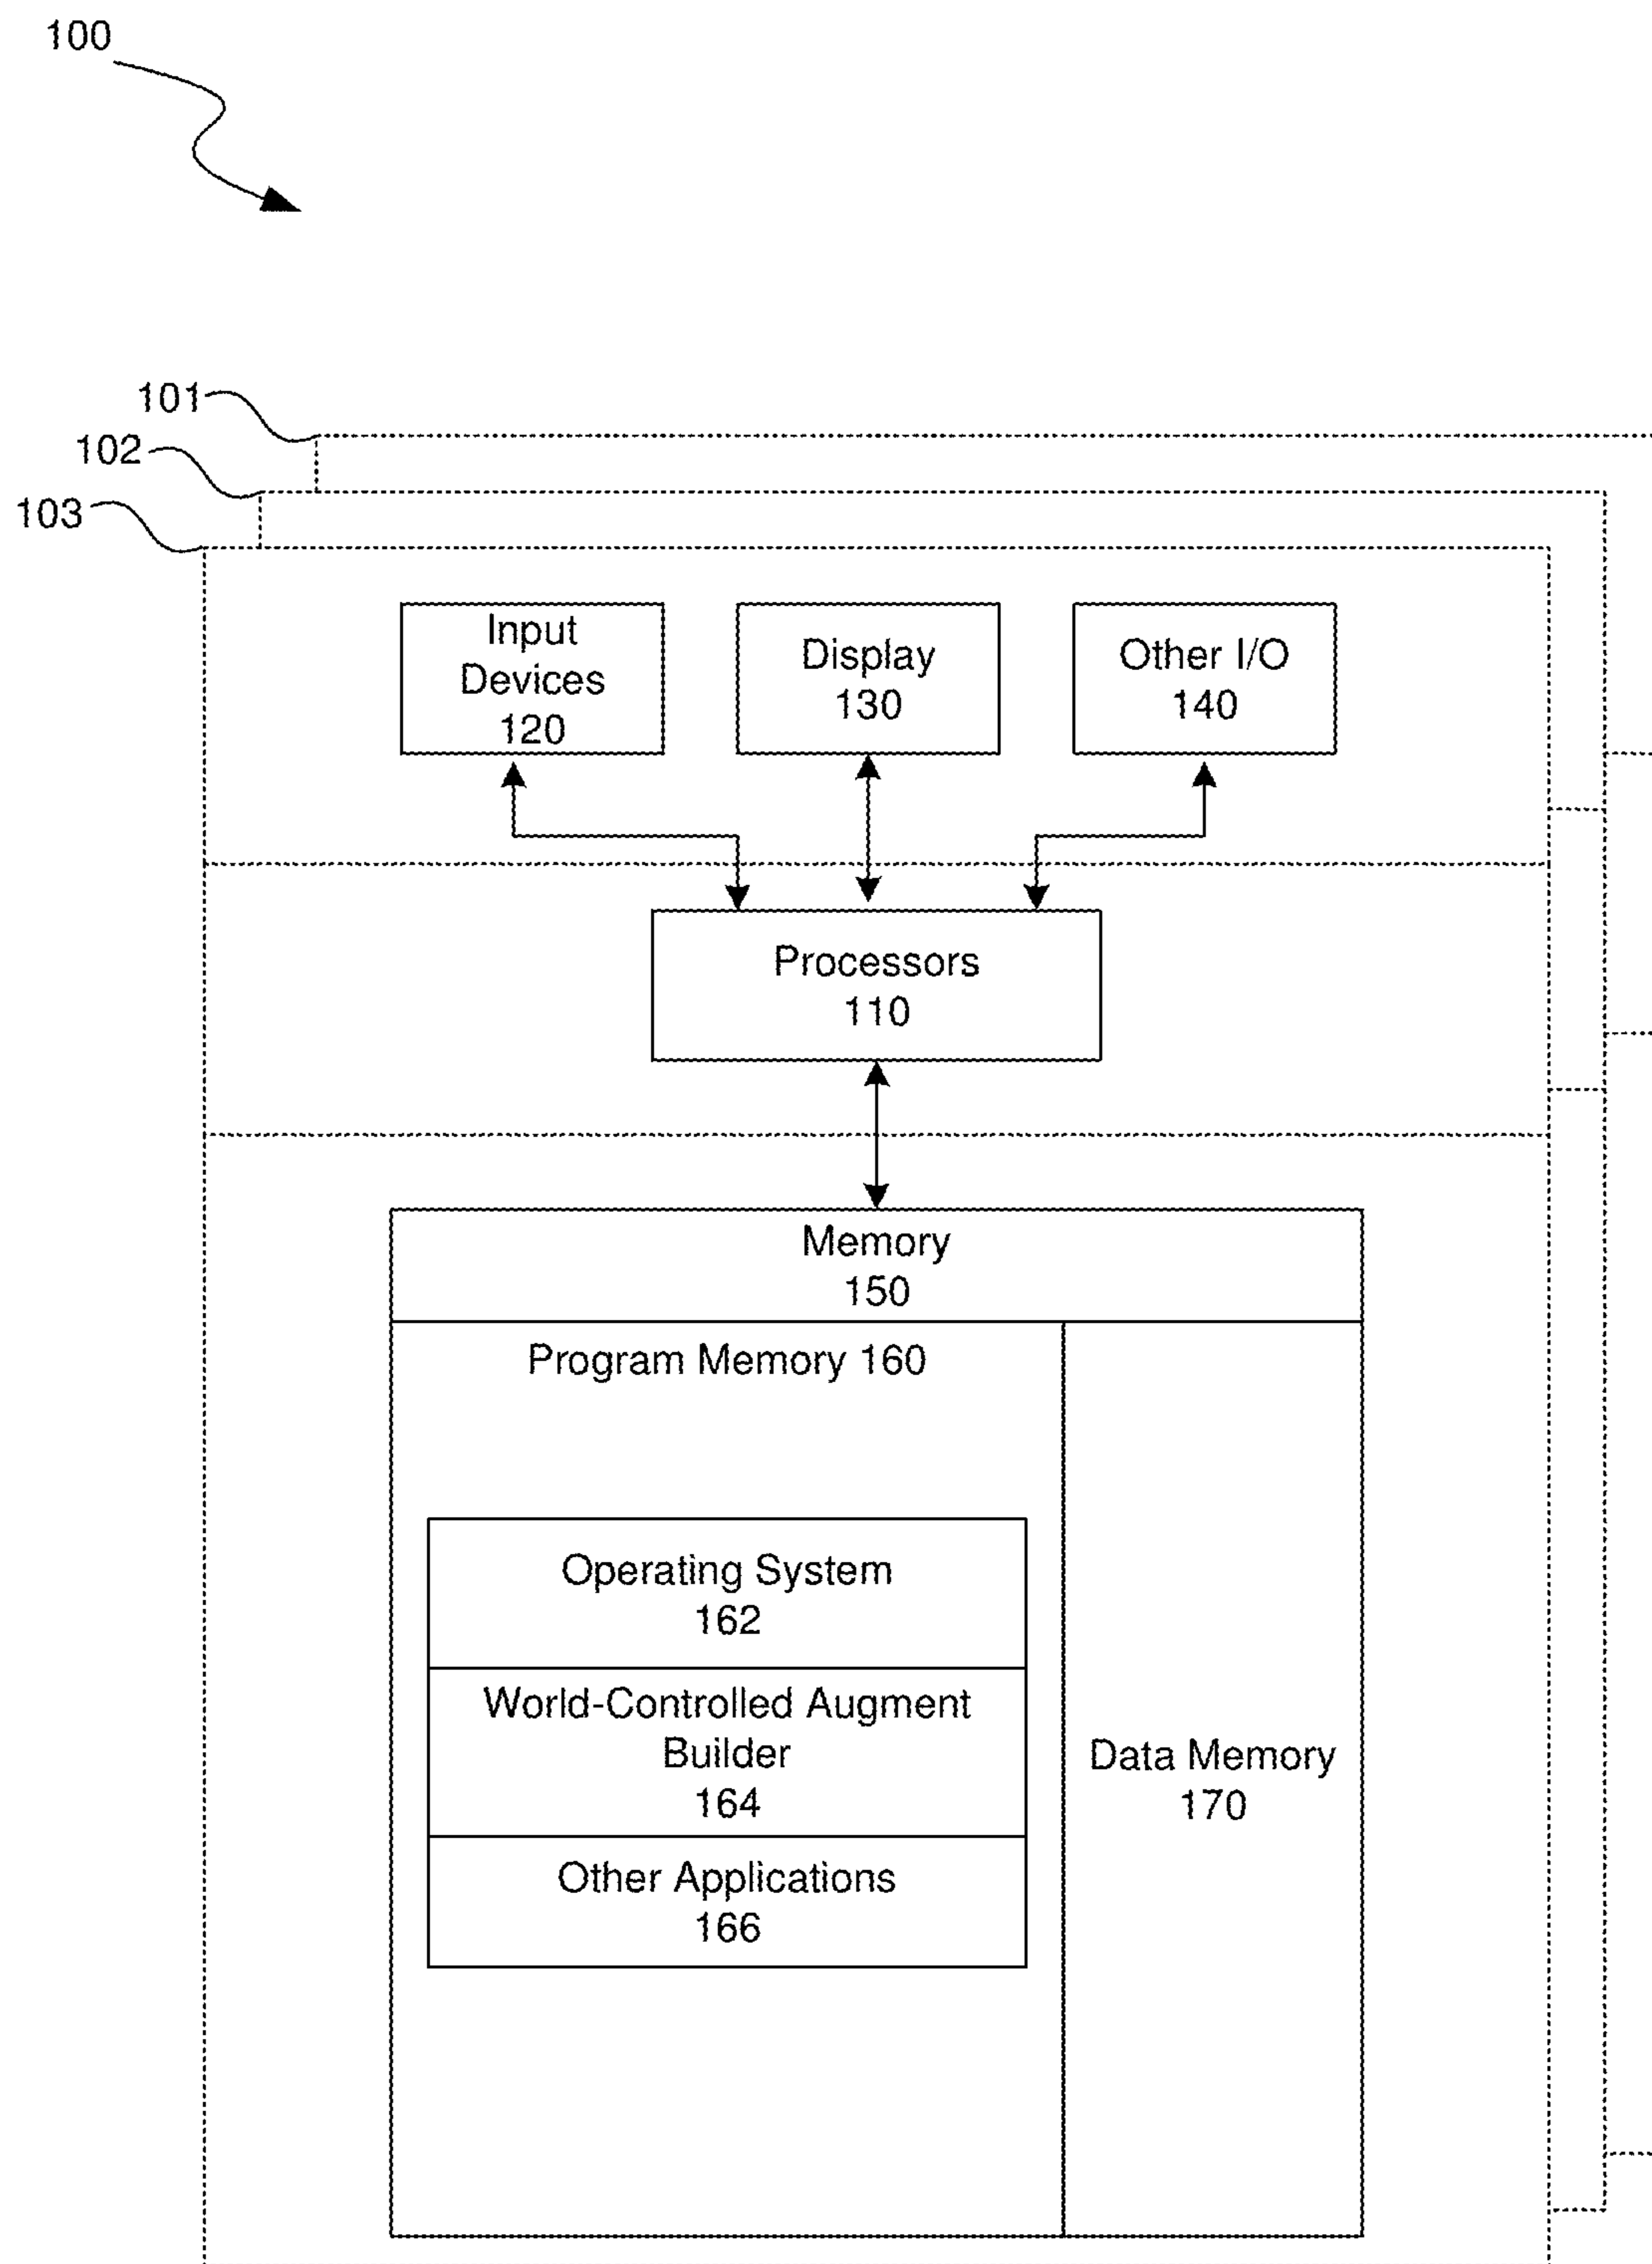 100
101
102
103
Input
Devices
120
Display
130
Other I/O
140
Processors
110
Memory
150
Program Memory 160
Operating System
162
World-Controlled Augment
Builder
164
Other Applications
166
Data Memory
170